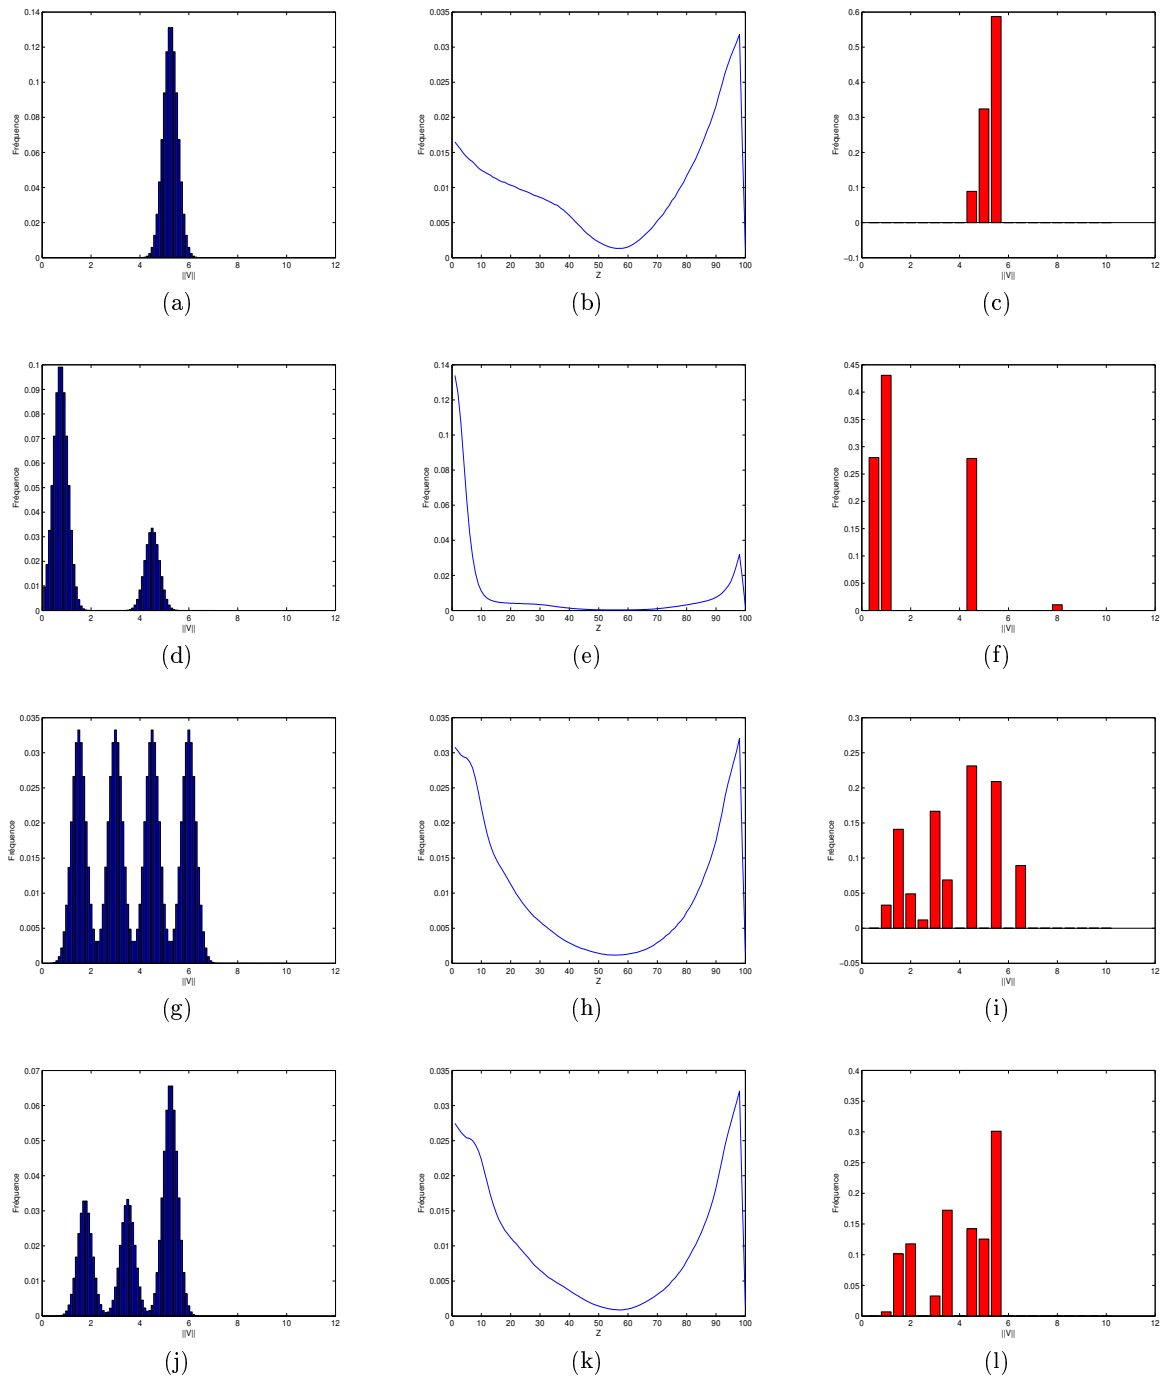 0.14
0.12
0.1
0.08
0.06
0.04
0.02
0
Fréquence
0 2 4 6 8 10 12
||V||
(a)
0.035
0.03
0.025
0.02
0.015
0.01
0.005
0
Fréquence
0 10 20 30 40 50 60 70 80 90 100
Z
(b)
0.6
0.5
0.4
0.3
0.2
0.1
0
−0.1
Fréquence
0 2 4 6 8 10 12
||V||
(c)
0.1
0.09
0.08
0.07
0.06
0.05
0.04
0.03
0.02
0.01
0
Fréquence
0 2 4 6 8 10 12
||V||
(d)
0.14
0.12
0.1
0.08
0.06
0.04
0.02
0
Fréquence
0 10 20 30 40 50 60 70 80 90 100
Z
(e)
0.45
0.4
0.35
0.3
0.25
0.2
0.15
0.1
0.05
0
Fréquence
0 2 4 6 8 10 12
||V||
(f)
0.035
0.03
0.025
0.02
0.015
0.01
0.005
0
Fréquence
0 2 4 6 8 10 12
||V||
(g)
0.035
0.03
0.025
0.02
0.015
0.01
0.005
0
Fréquence
0 10 20 30 40 50 60 70 80 90 100
Z
(h)
0.3
0.25
0.2
0.15
0.1
0.05
0
−0.05
Fréquence
0 2 4 6 8 10 12
||V||
(i)
0.07
0.06
0.05
0.04
0.03
0.02
0.01
0
Fréquence
0 2 4 6 8 10 12
||V||
(j)
0.035
0.03
0.025
0.02
0.015
0.01
0.005
0
Fréquence
0 10 20 30 40 50 60 70 80 90 100
Z
(k)
0.4
0.35
0.3
0.25
0.2
0.15
0.1
0.05
0
Fréquence
0 2 4 6 8 10 12
||V||
(l)